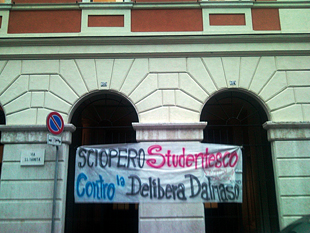 SCIOPERO Studentesco
Contro la Delibera Dalmaso